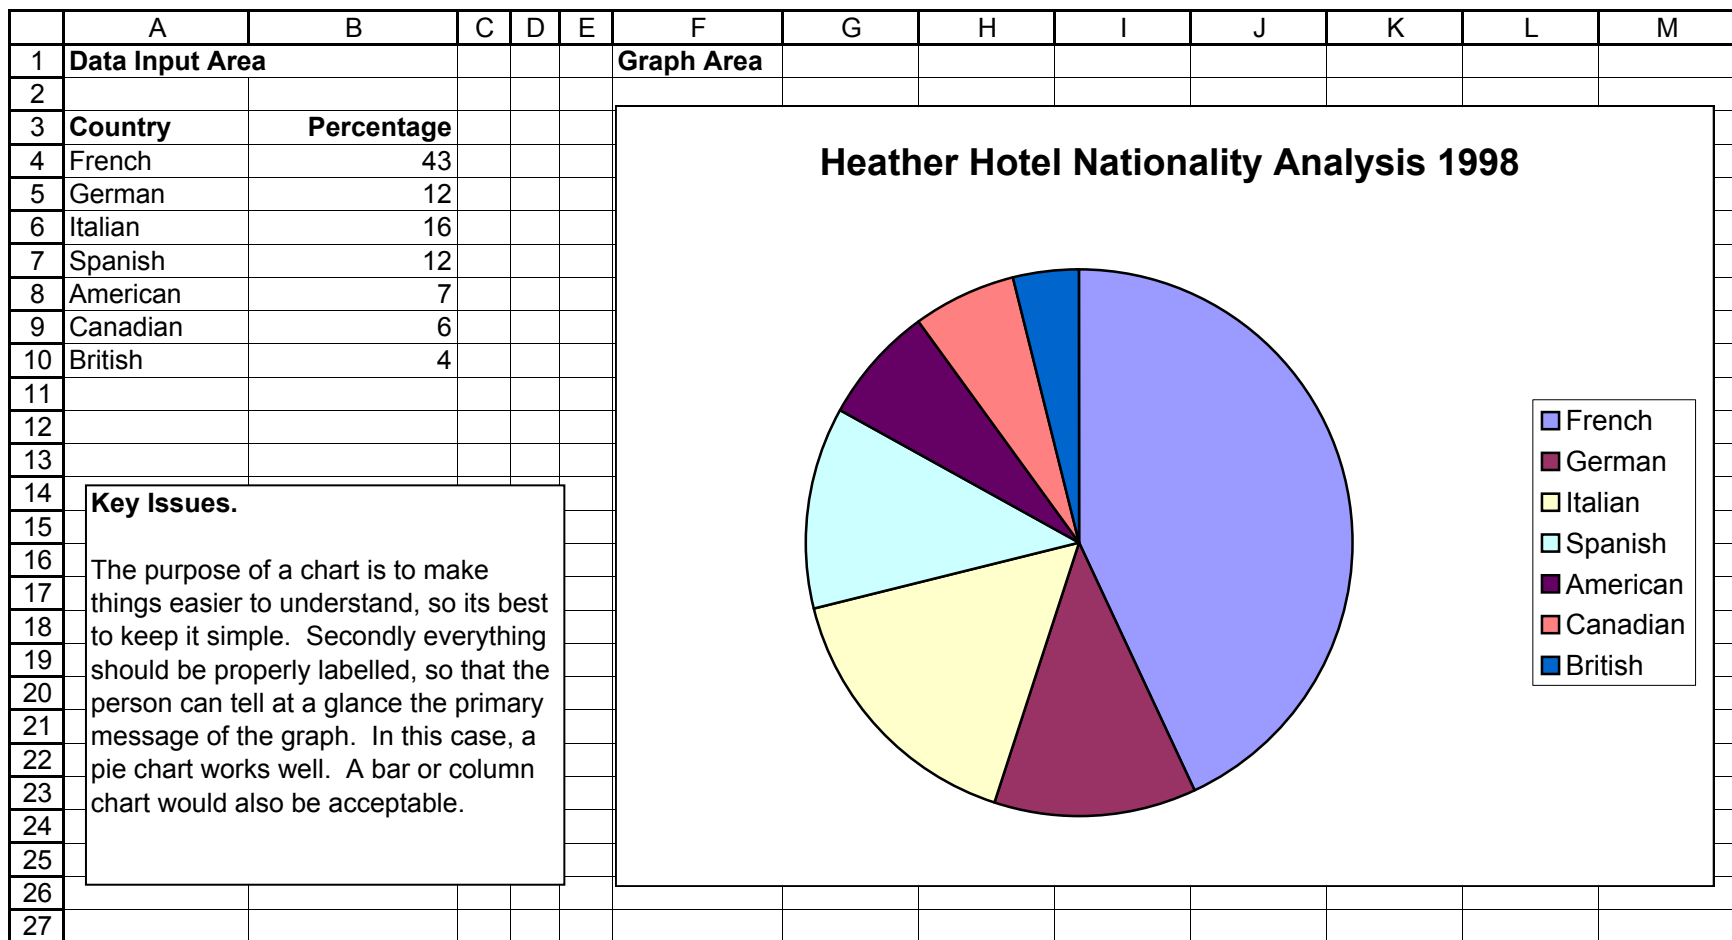 A B C D E F G H I J K L M
1 Data Input Area Graph Area
2
3 Country Percentage
4 French 43
5 German 12
6 Italian 16
7 Spanish 12
8 American 7
9 Canadian 6
10 British 4
11
12
13
14
15
16
17
18
19
20
21
22
23
24
25
26
27
Key Issues.
The purpose of a chart is to make
things easier to understand, so its best
to keep it simple. Secondly everything
should be properly labelled, so that the
person can tell at a glance the primary
message of the graph. In this case, a
pie chart works well. A bar or column
chart would also be acceptable.
Heather Hotel Nationality Analysis 1998
French
German
Italian
Spanish
American
Canadian
British